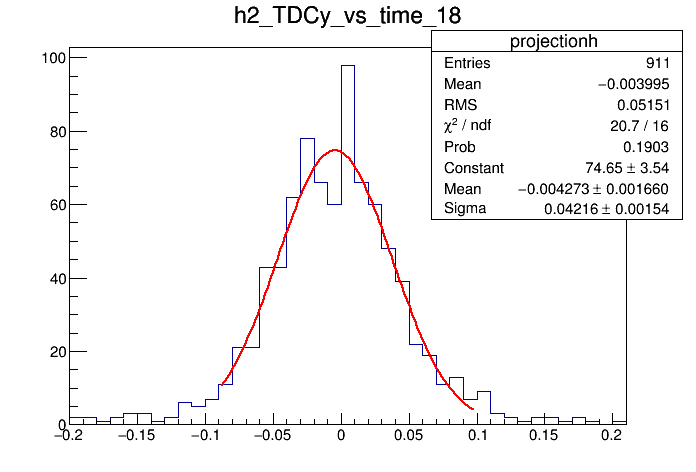 h2_TDCy_vs_time_18
projectionh
Entries 911
Mean −0.003995
RMS 0.05151
χ² / ndf 20.7 / 16
Prob 0.1903
Constant 74.65 ± 3.54
Mean −0.004273 ± 0.001660
Sigma 0.04216 ± 0.00154
100
80
60
40
20
0
−0.2 −0.15 −0.1 −0.05 0 0.05 0.1 0.15 0.2